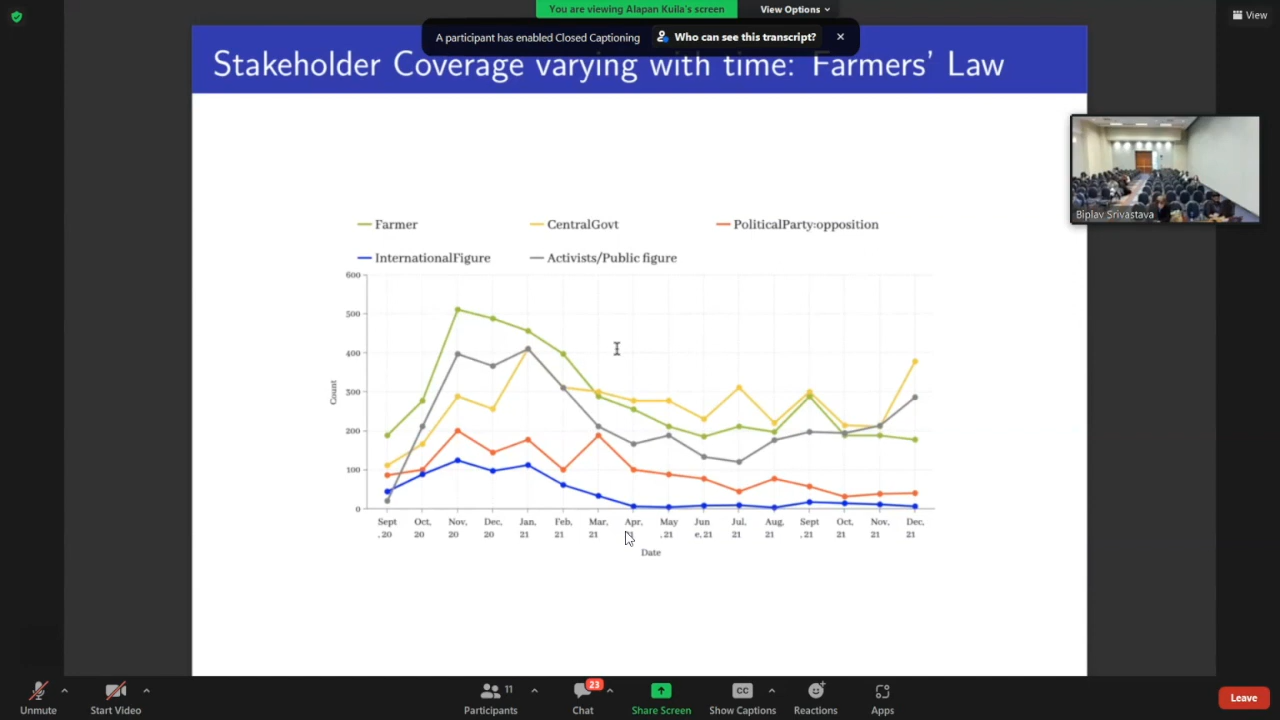 You are viewing Alapan Kuila's screen
View Options
View
A participant has enabled Closed Captioning
Who can see this transcript?
Stakeholder Coverage varying with time: Farmers' Law
Biplav Srivastava
Farmer
CentralGovt
PoliticalParty:opposition
InternationalFigure
Activists/Public figure
600
500
400
300
200
100
0
Count
Sept, 20
Oct, 20
Nov, 20
Dec, 20
Jan, 21
Feb, 21
Mar, 21
Apr, 21
May, 21
June, 21
Jul, 21
Aug, 21
Sept, 21
Oct, 21
Nov, 21
Dec, 21
Date
Unmute
Start Video
Participants
11
Chat
23
Share Screen
CC
Show Captions
Reactions
Apps
Leave